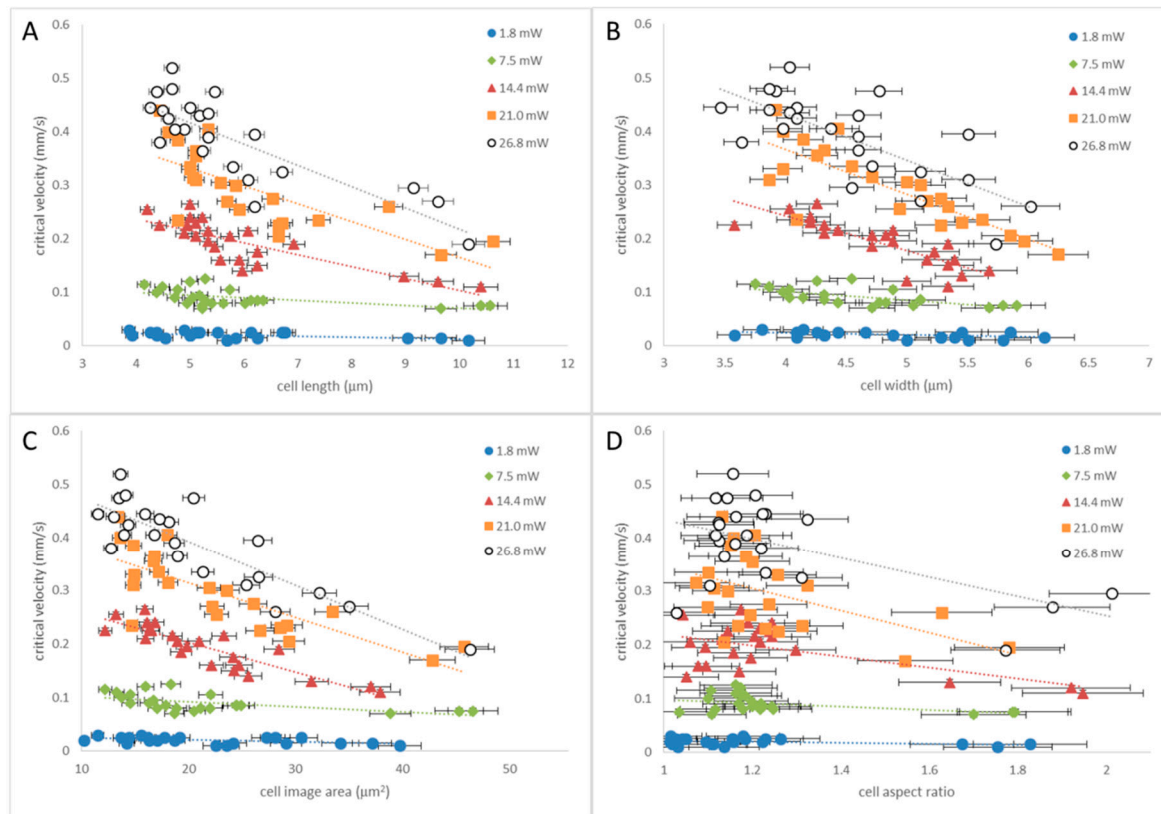 A
0.6
0.5
0.4
0.3
0.2
0.1
0
critical velocity (mm/s)
3 4 5 6 7 8 9 10 11 12
cell length (µm)
1.8 mW
7.5 mW
14.4 mW
21.0 mW
26.8 mW
B
0.6
0.5
0.4
0.3
0.2
0.1
0
critical velocity (mm/s)
3 3.5 4 4.5 5 5.5 6 6.5 7
cell width (µm)
1.8 mW
7.5 mW
14.4 mW
21.0 mW
26.8 mW
C
0.6
0.5
0.4
0.3
0.2
0.1
0
critical velocity (mm/s)
10 20 30 40 50
cell image area (µm²)
1.8 mW
7.5 mW
14.4 mW
21.0 mW
26.8 mW
D
0.6
0.5
0.4
0.3
0.2
0.1
0
critical velocity (mm/s)
1 1.2 1.4 1.6 1.8 2
cell aspect ratio
1.8 mW
7.5 mW
14.4 mW
21.0 mW
26.8 mW